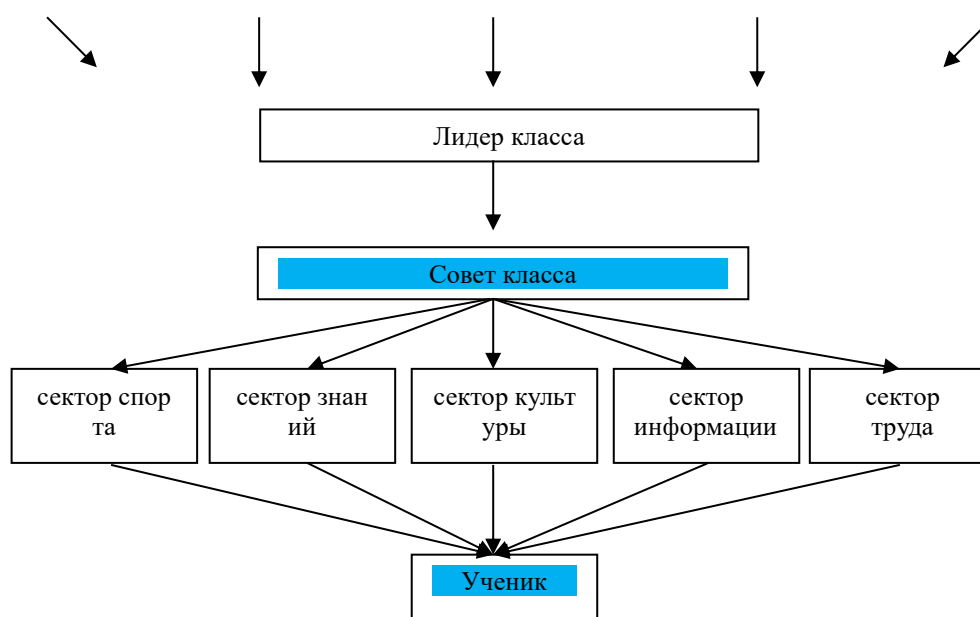 Лидер класса
Совет класса
сектор спор
та
сектор знан
ий
сектор культ
уры
сектор
информации
сектор
труда
Ученик